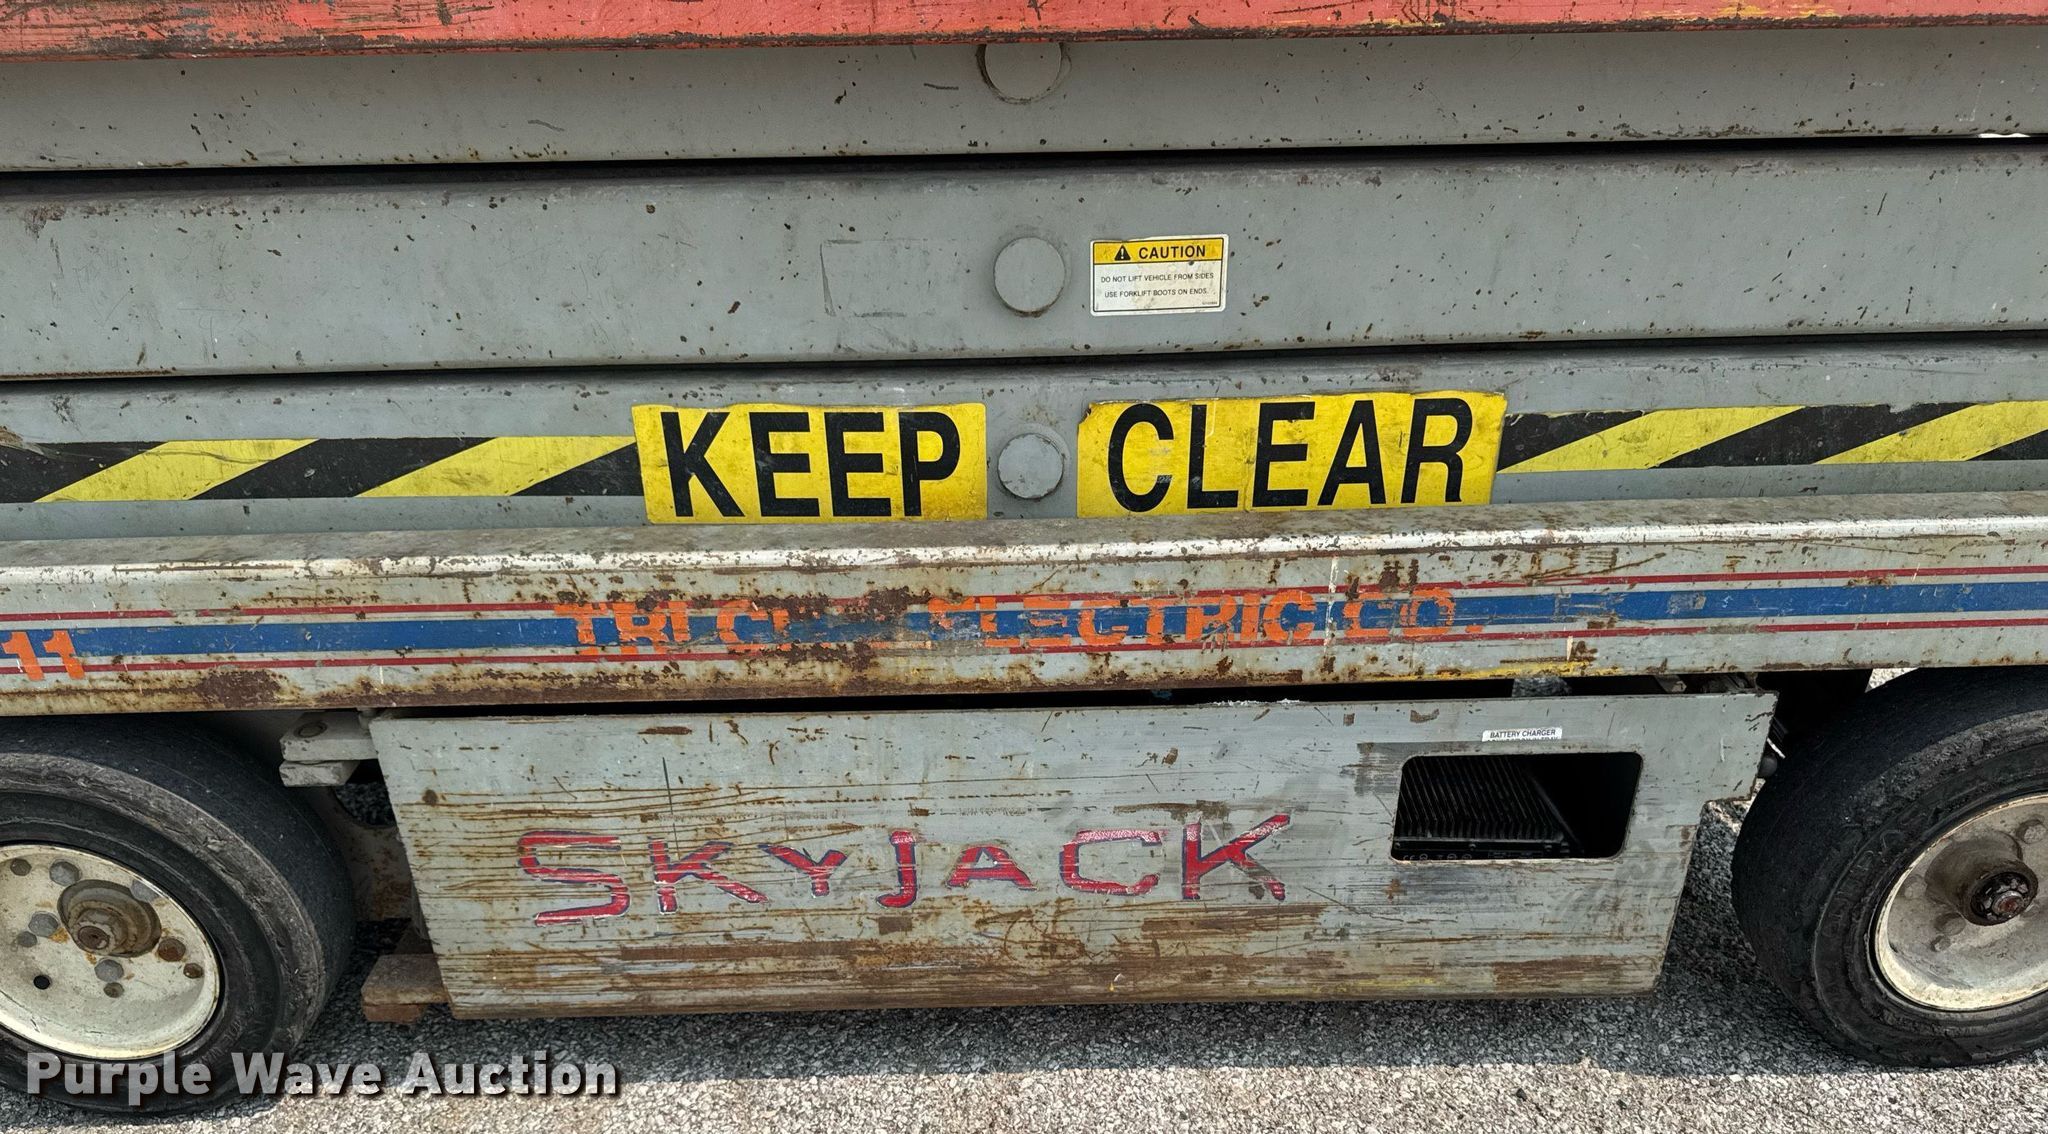 CAUTION
DO NOT LIFT VEHICLE FROM SIDES
USE FORKLIFT BOOTS ON ENDS.
KEEP CLEAR
11
ELECTRIC CO.
BATTERY CHARGER
SKYJACK
Purple Wave Auction